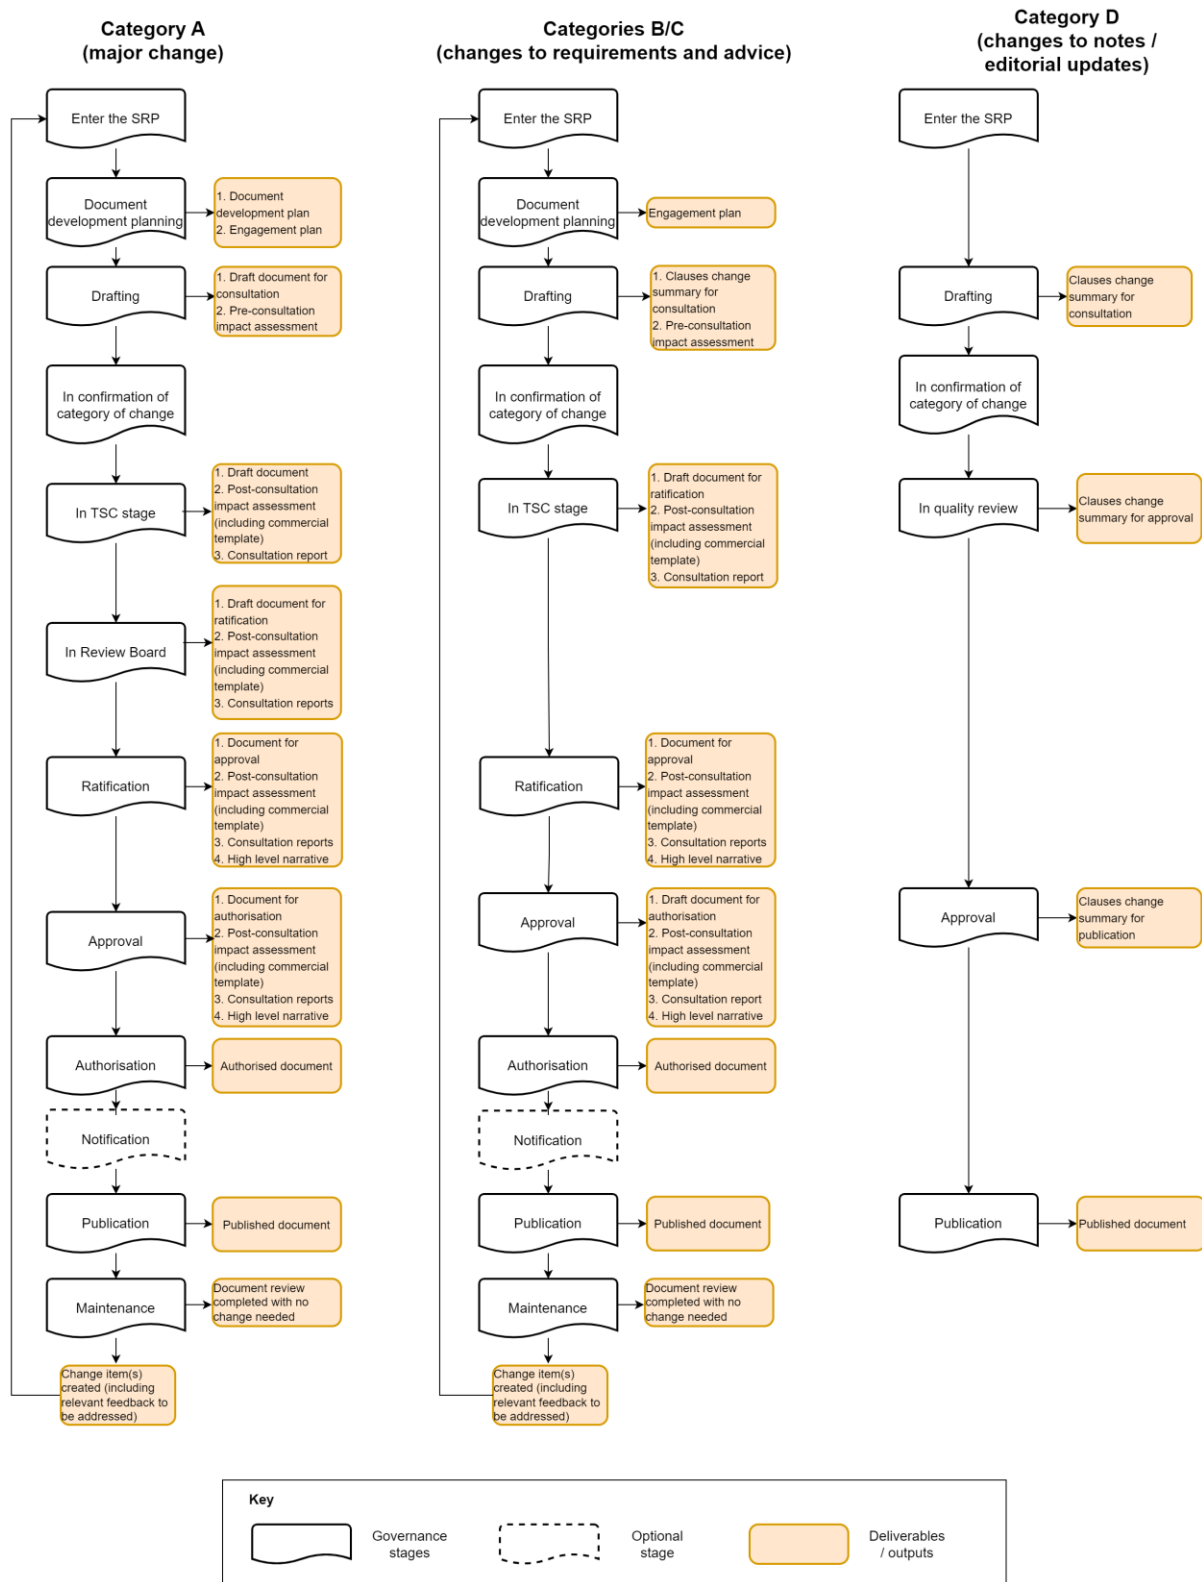 Category A
(major change)
Enter the SRP
Document
development planning
1. Document
development plan
2. Engagement plan
Drafting
1. Draft document for
consultation
2. Pre-consultation
impact assessment
In confirmation of
category of change
In TSC stage
1. Draft document
2. Post-consultation
impact assessment
(including commercial
template)
3. Consultation report
In Review Board
1. Draft document for
ratification
2. Post-consultation
impact assessment
(including commercial
template)
3. Consultation reports
Ratification
1. Document for
approval
2. Post-consultation
impact assessment
(including commercial
template)
3. Consultation reports
4. High level narrative
Approval
1. Document for
authorisation
2. Post-consultation
impact assessment
(including commercial
template)
3. Consultation reports
4. High level narrative
Authorisation
Authorised document
Notification
Publication
Published document
Maintenance
Document review
completed with no
change needed
Change item(s)
created (including
relevant feedback to
be addressed)
Categories B/C
(changes to requirements and advice)
Enter the SRP
Document
development planning
Engagement plan
Drafting
1. Clauses change
summary for
consultation
2. Pre-consultation
impact assessment
In confirmation of
category of change
In TSC stage
1. Draft document for
ratification
2. Post-consultation
impact assessment
(including commercial
template)
3. Consultation report
Ratification
1. Document for
approval
2. Post-consultation
impact assessment
(including commercial
template)
3. Consultation reports
4. High level narrative
Approval
1. Draft document for
authorisation
2. Post-consultation
impact assessment
(including commercial
template)
3. Consultation report
4. High level narrative
Authorisation
Authorised document
Notification
Publication
Published document
Maintenance
Document review
completed with no
change needed
Change item(s)
created (including
relevant feedback to
be addressed)
Category D
(changes to notes /
editorial updates)
Enter the SRP
Drafting
Clauses change
summary for
consultation
In confirmation of
category of change
In quality review
Clauses change
summary for approval
Approval
Clauses change
summary for
publication
Publication
Published document
Key
Governance
stages
Optional
stage
Deliverables
/ outputs